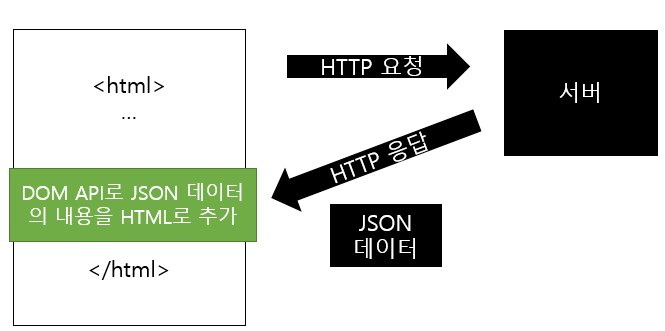 <html>
...
DOM API로 JSON 데이터
의 내용을 HTML로 추가
</html>
HTTP 요청
서버
HTTP 응답
JSON
데이터